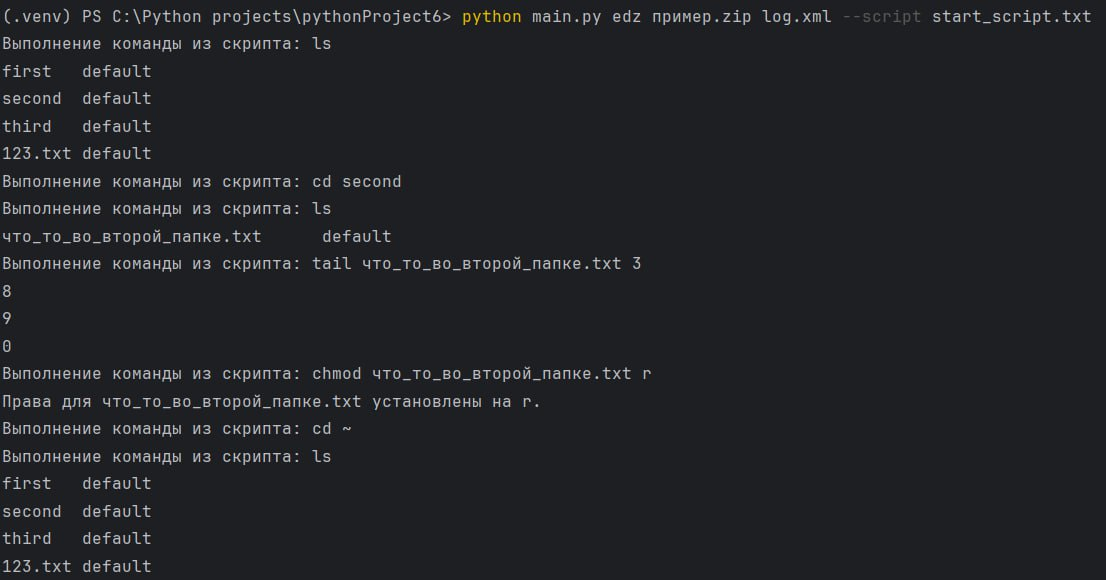 (.venv) PS C:\Python projects\pythonProject6> python main.py edz пример.zip log.xml --script start_script.txt
Выполнение команды из скрипта: ls
first   default
second  default
third   default
123.txt default
Выполнение команды из скрипта: cd second
Выполнение команды из скрипта: ls
что_то_во_второй_папке.txt      default
Выполнение команды из скрипта: tail что_то_во_второй_папке.txt 3
8
9
0
Выполнение команды из скрипта: chmod что_то_во_второй_папке.txt r
Права для что_то_во_второй_папке.txt установлены на r.
Выполнение команды из скрипта: cd ~
Выполнение команды из скрипта: ls
first   default
second  default
third   default
123.txt default